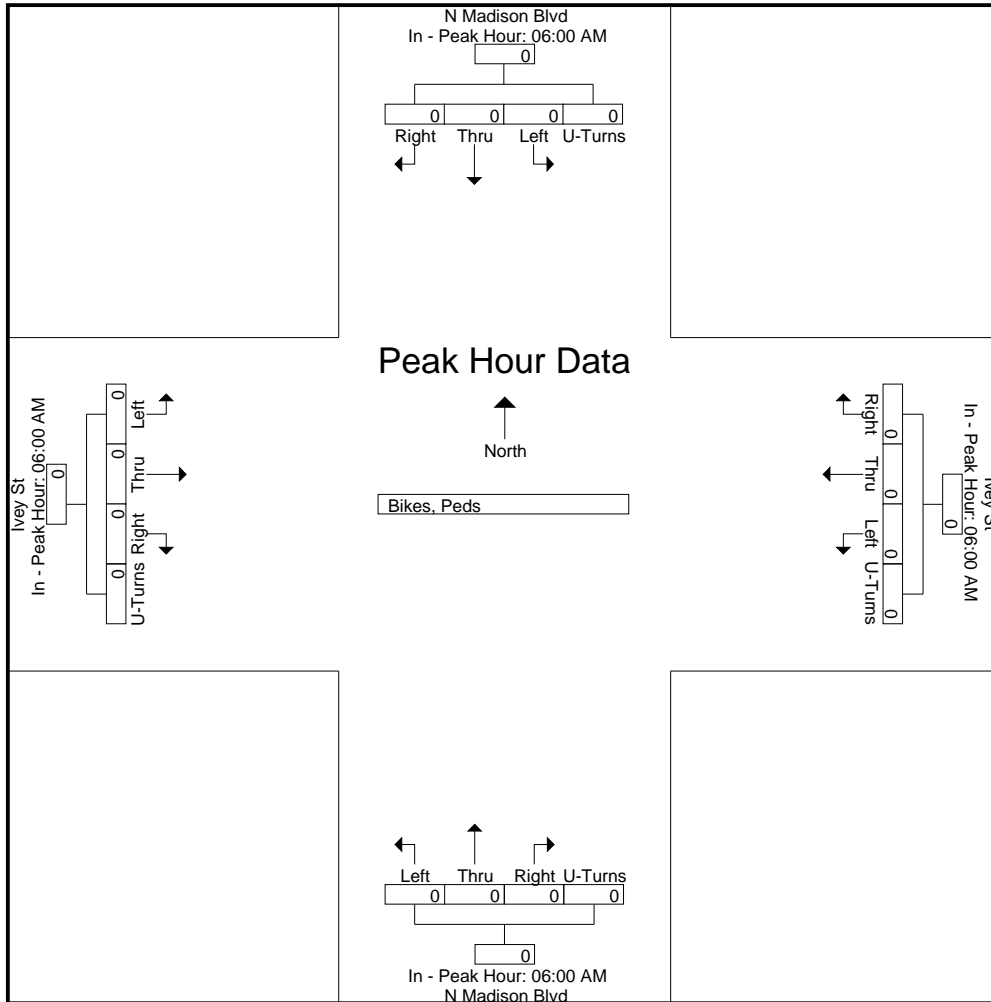 N Madison Blvd
In - Peak Hour: 06:00 AM
0
0 0 0 0
Right Thru Left U-Turns
Peak Hour Data
North
Bikes, Peds
Ivey St
In - Peak Hour: 06:00 AM
0
0 0 0 0
Left Thru Right U-Turns
Ivey St
In - Peak Hour: 06:00 AM
0
0 0 0 0
Right Thru Left U-Turns
Left Thru Right U-Turns
0 0 0 0
0
In - Peak Hour: 06:00 AM
N Madison Blvd